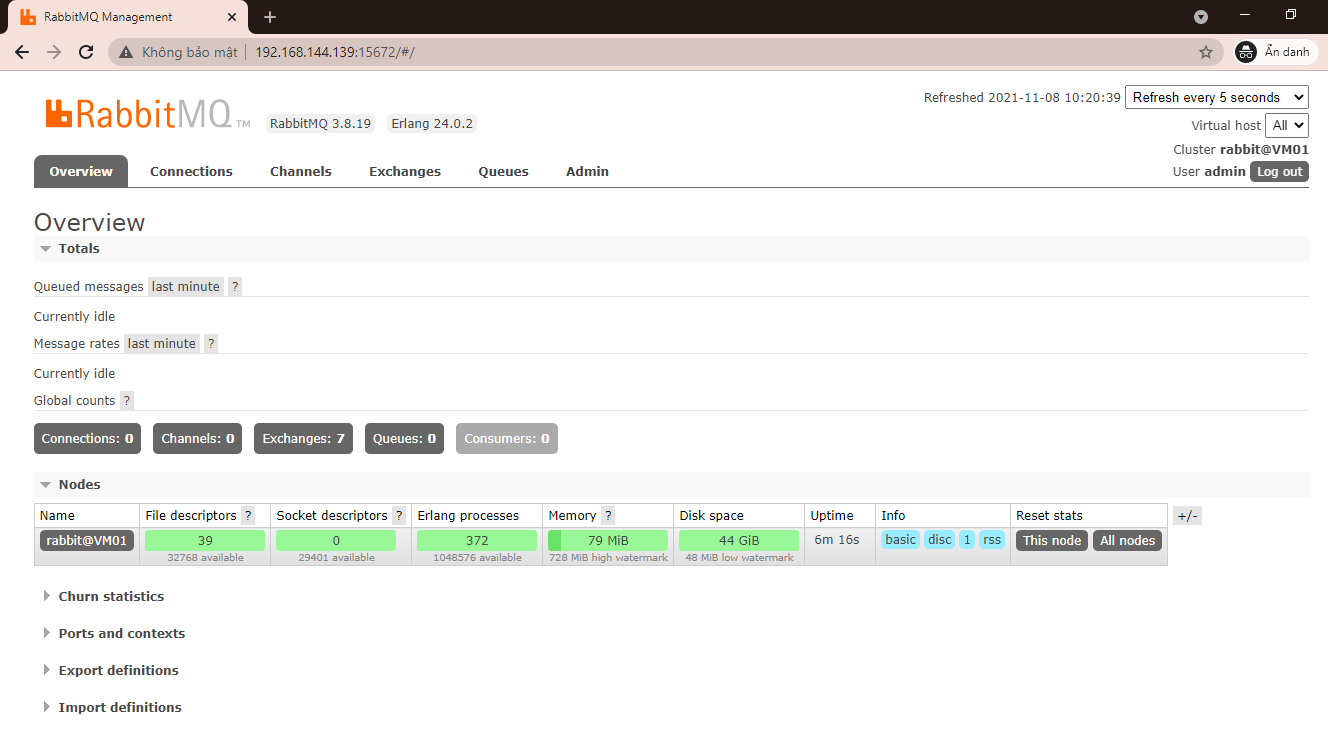 RabbitMQ Management
Không bảo mật 192.168.144.139:15672/#/ Ẩn danh
RabbitMQ TM RabbitMQ 3.8.19 Erlang 24.0.2
Refreshed 2021-11-08 10:20:39 Refresh every 5 seconds
Virtual host All
Cluster rabbit@VM01
User admin Log out
Overview Connections Channels Exchanges Queues Admin
Overview
Totals
Queued messages last minute ?
Currently idle
Message rates last minute ?
Currently idle
Global counts ?
Connections: 0 Channels: 0 Exchanges: 7 Queues: 0 Consumers: 0
Nodes
Name File descriptors ? Socket descriptors ? Erlang processes Memory ? Disk space Uptime Info Reset stats +/-
rabbit@VM01 39 0 372 79 MiB 44 GiB 6m 16s basic disc 1 rss This node All nodes
32768 available 29401 available 1048576 available 728 MiB high watermark 48 MiB low watermark
Churn statistics
Ports and contexts
Export definitions
Import definitions